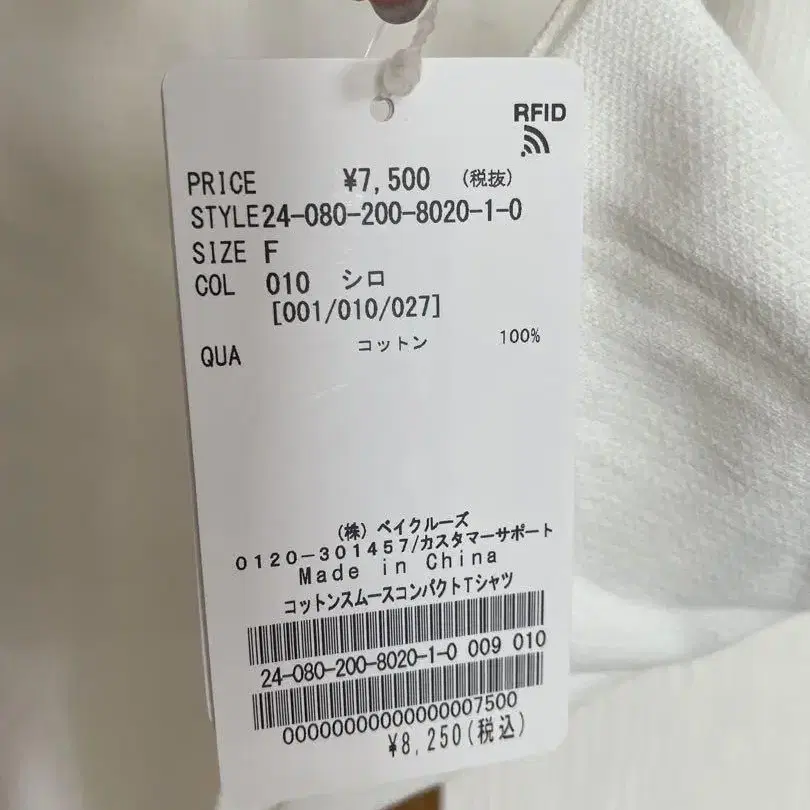 RFID
PRICE ¥7,500 (税抜)
STYLE 24-080-200-8020-1-0
SIZE F
COL 010 シロ
[001/010/027]
QUA コットン 100%
(株) ベイクルーズ
0120-301457/カスタマーサポート
Made in China
コットンスムースコンパクトTシャツ
24-080-200-8020-1-0 009 010
00000000000000007500
¥8,250(税込)